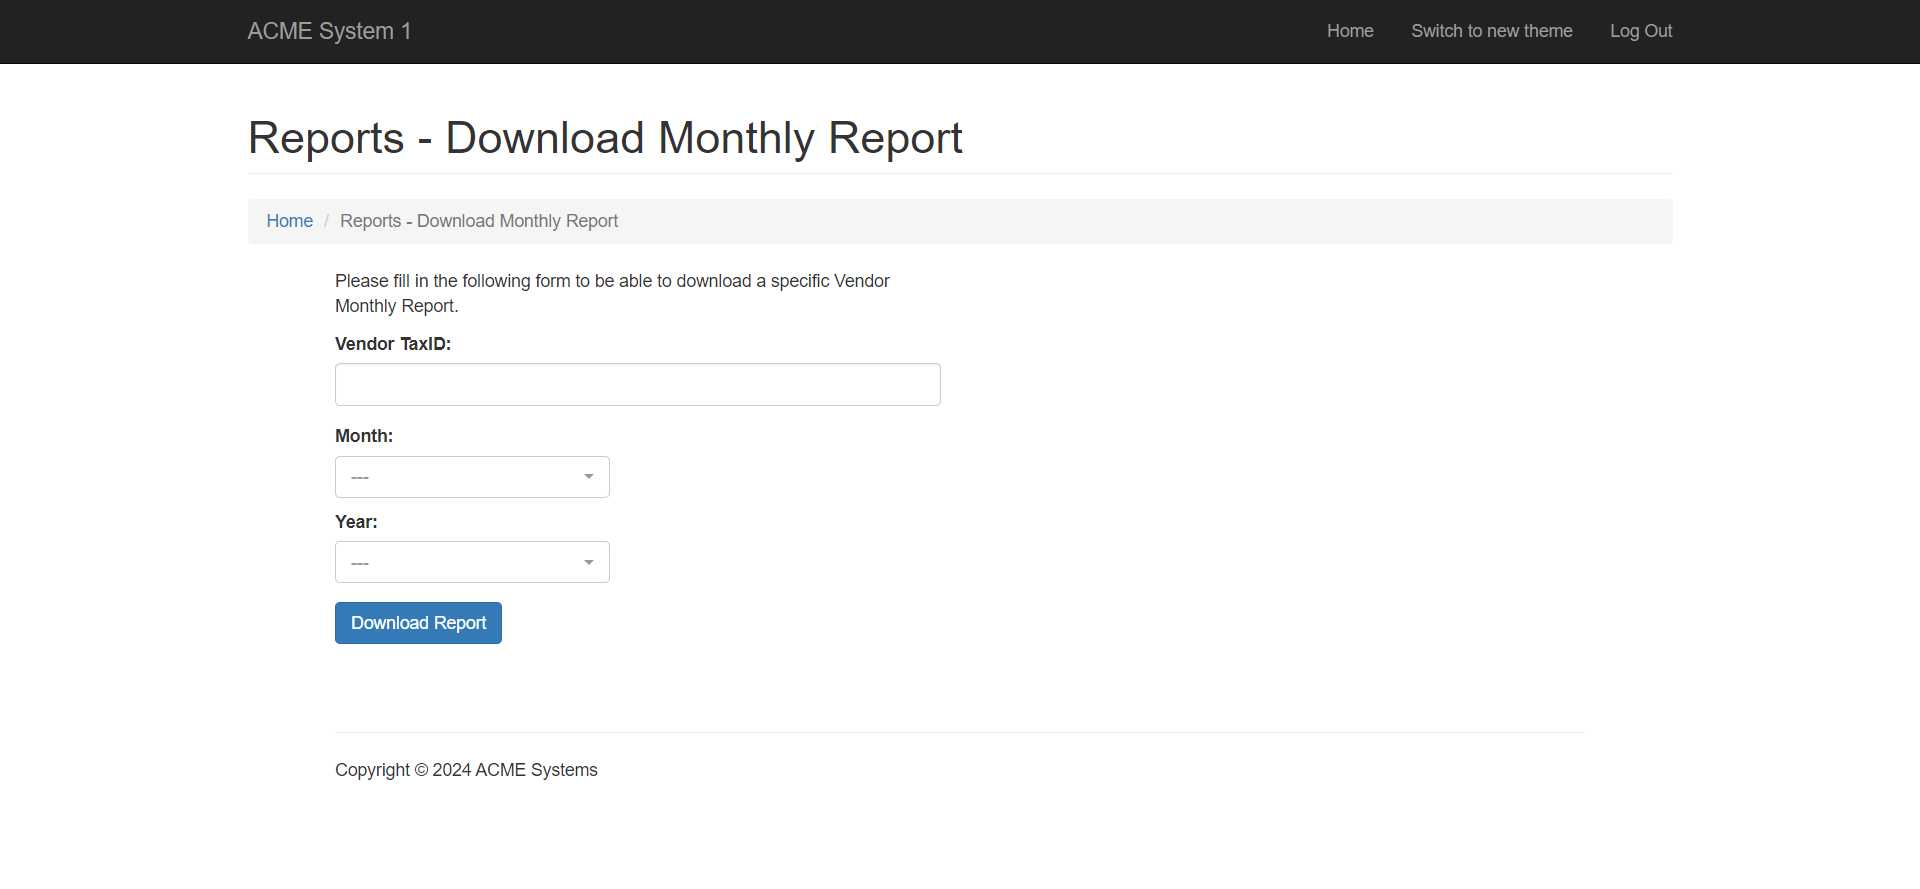 ACME System 1
Home
Switch to new theme
Log Out
Reports - Download Monthly Report
Home / Reports - Download Monthly Report
Please fill in the following form to be able to download a specific Vendor
Monthly Report.
Vendor TaxID:
Month:
---
Year:
---
Download Report
Copyright © 2024 ACME Systems